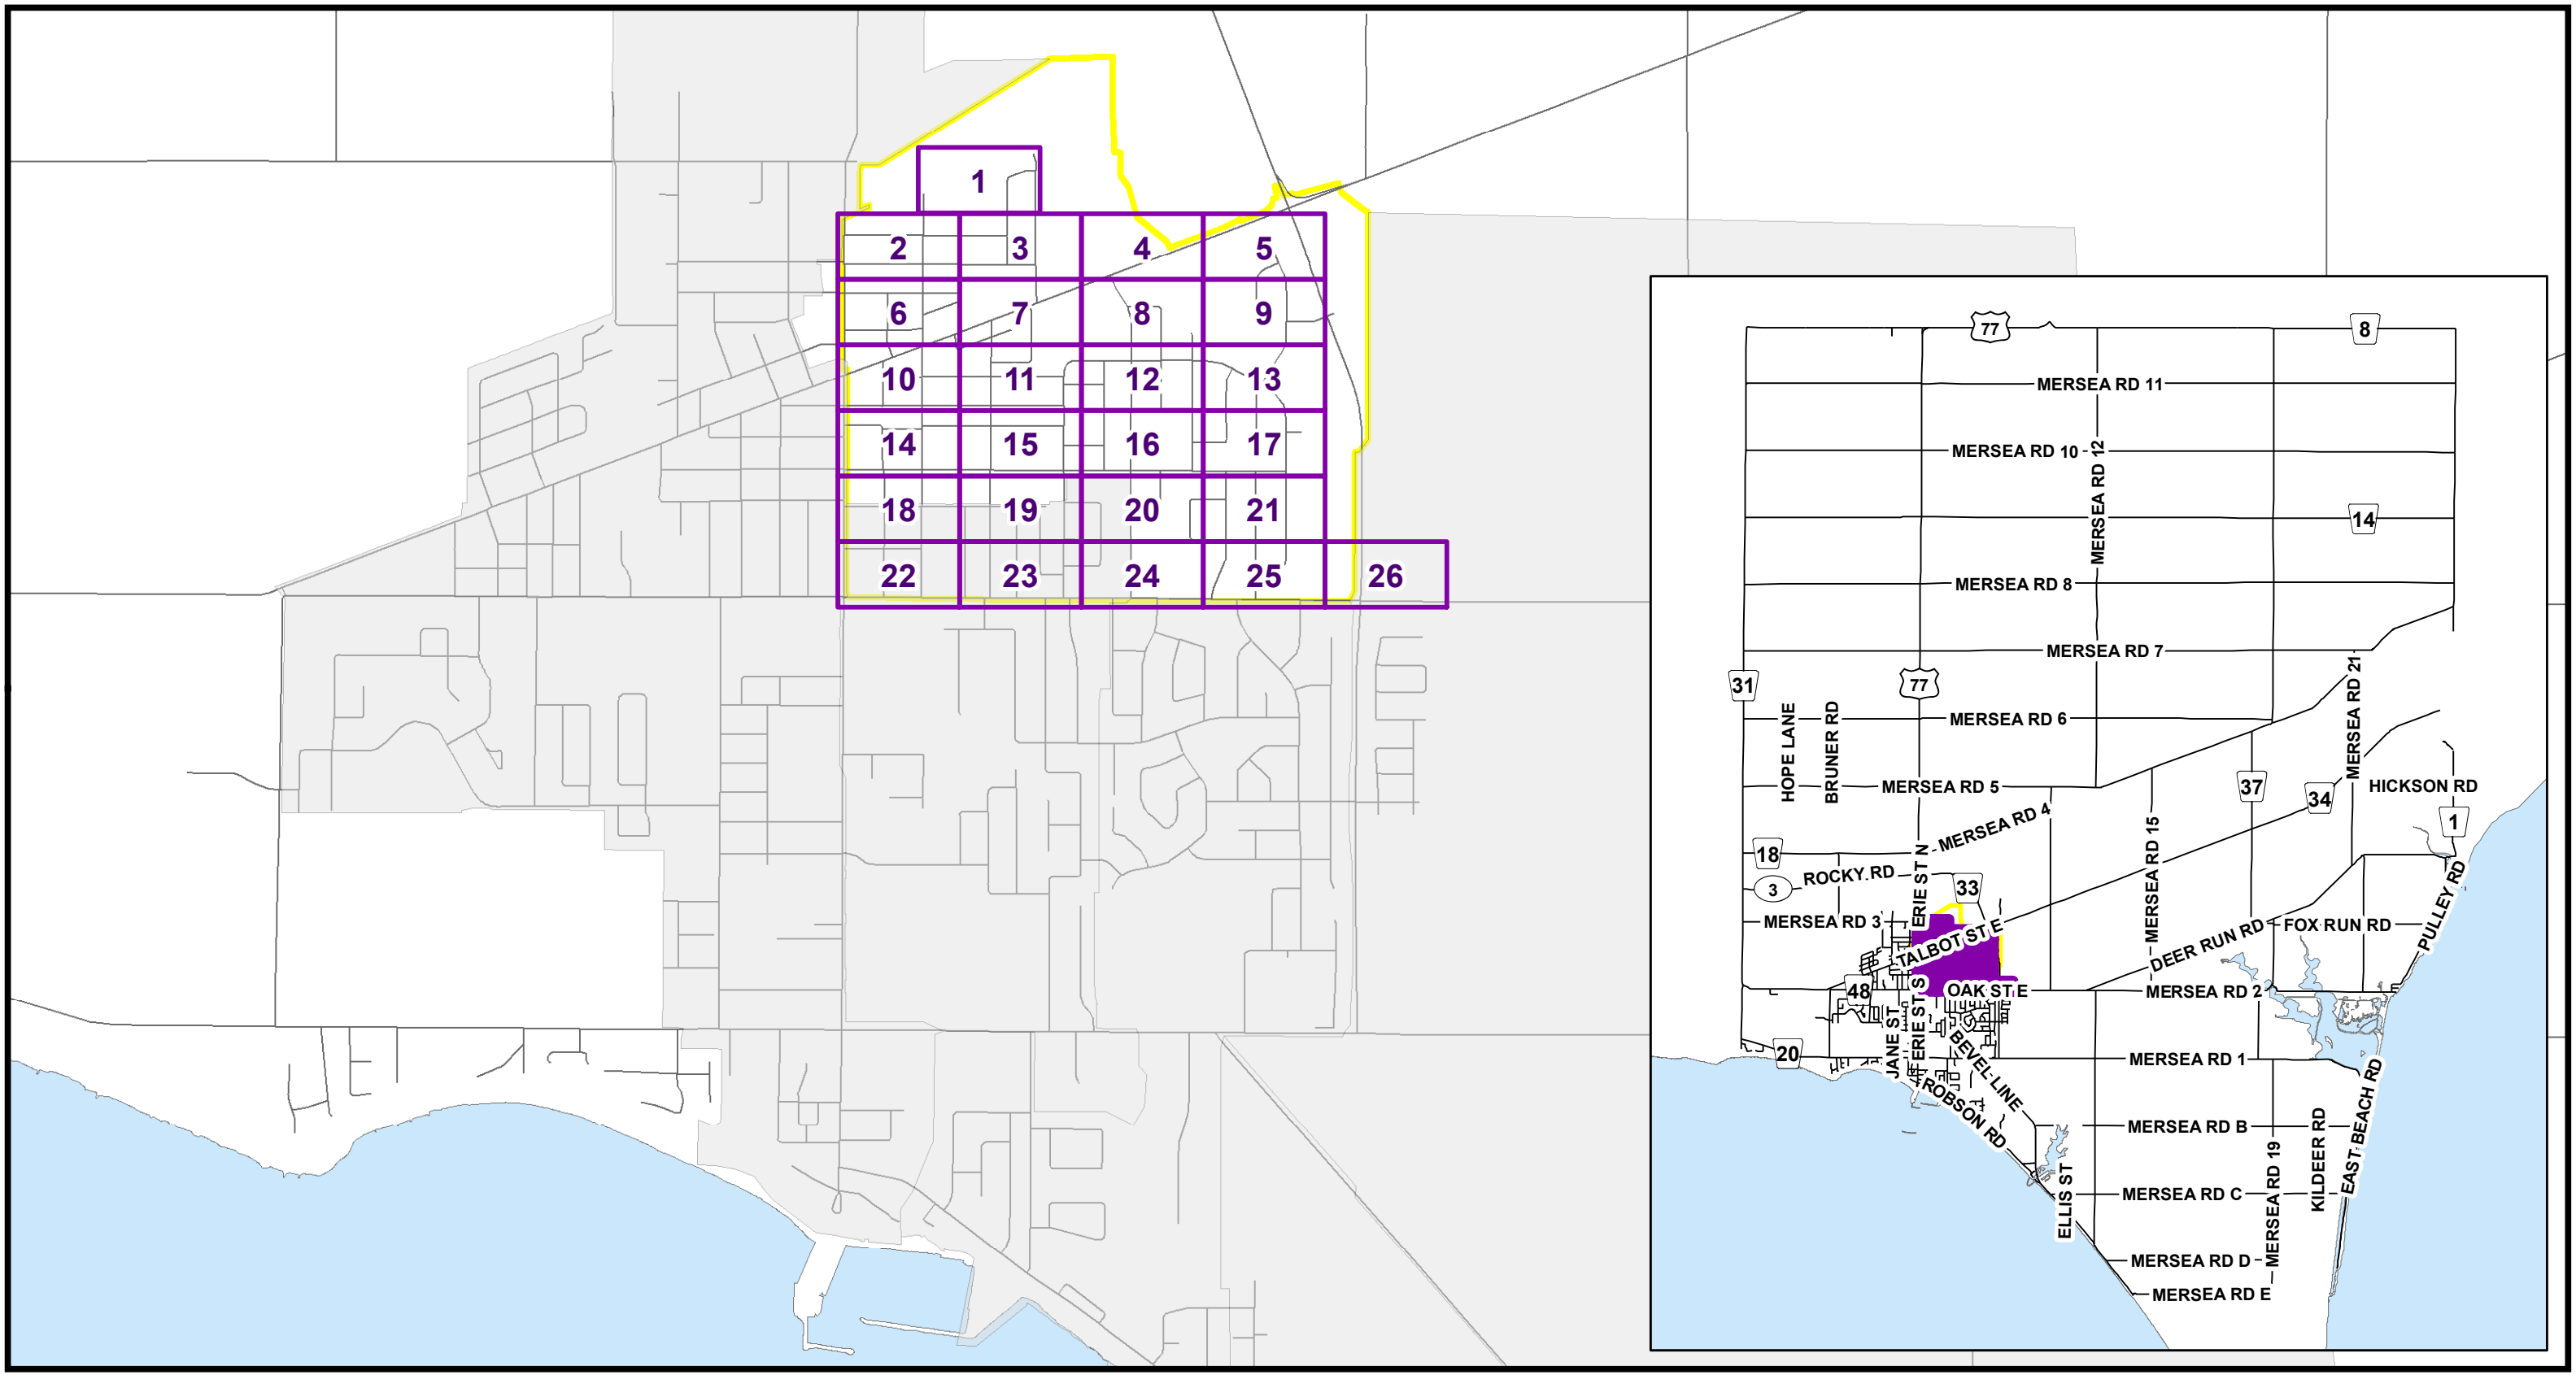 1
2
3
4
5
6
7
8
9
10
11
12
13
14
15
16
17
18
19
20
21
22
23
24
25
26
77
8
MERSEA RD 11
MERSEA RD 10
MERSEA RD 12
14
MERSEA RD 8
MERSEA RD 7
31
77
MERSEA RD 21
HOPE LANE
BRUNER RD
MERSEA RD 6
MERSEA RD 5
37
34
HICKSON RD
1
MERSEA RD 4
MERSEA RD 15
18
ERIE ST N
ROCKY RD
3
33
PULLEY RD
MERSEA RD 3
TALBOT ST E
DEER RUN RD
FOX RUN RD
48
ERIE ST S
OAK ST E
MERSEA RD 2
JANE ST
BEVEL LINE
20
MERSEA RD 1
ROBSON RD
EAST BEACH RD
MERSEA RD B
KILDEER RD
MERSEA RD 19
ELLIS ST
MERSEA RD C
MERSEA RD D
MERSEA RD E